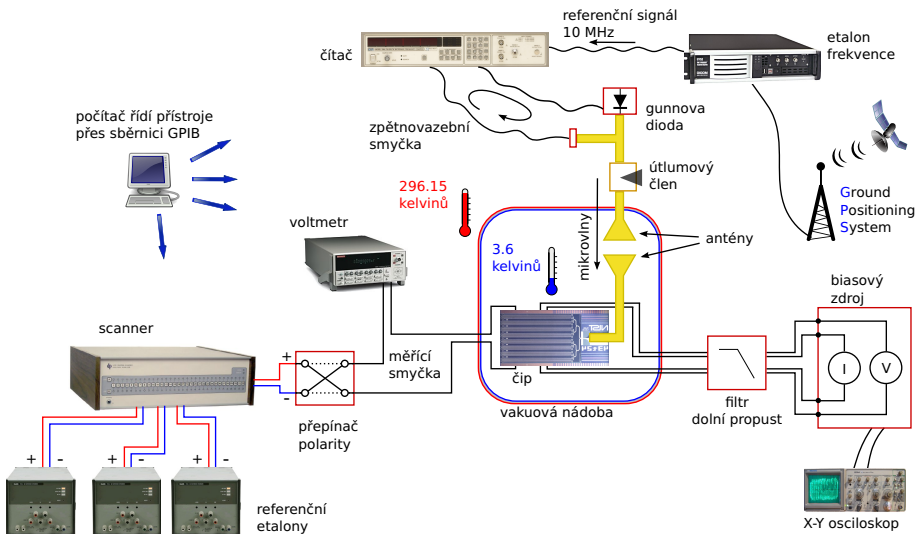 referenční signál
10 MHz
čítač
etalon
frekvence
počítač řídí přístroje
přes sběrnici GPIB
zpětnovazební
smyčka
gunnova
dioda
útlumový
člen
296.15
kelvinů
Ground
Positioning
System
voltmetr
3.6
kelvinů
mikrovlny
antény
biasový
zdroj
scanner
+
-
měřící
smyčka
čip
vakuová nádoba
I
V
přepínač
polarity
filtr
dolní propust
+ -
+ -
+ -
referenční
etalony
X-Y osciloskop